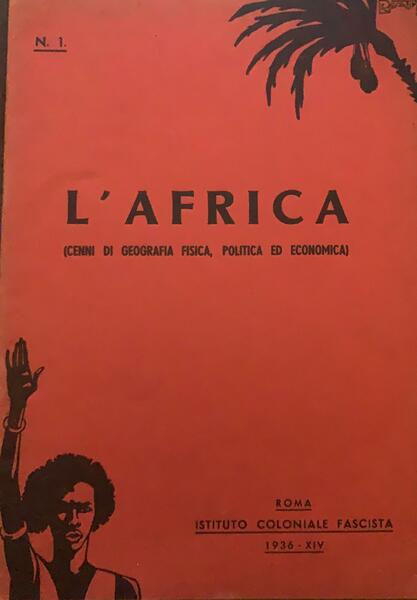 N. 1.
L'AFRICA
(CENNI DI GEOGRAFIA FISICA, POLITICA ED ECONOMICA)
ROMA
ISTITUTO COLONIALE FASCISTA
1936 - XIV